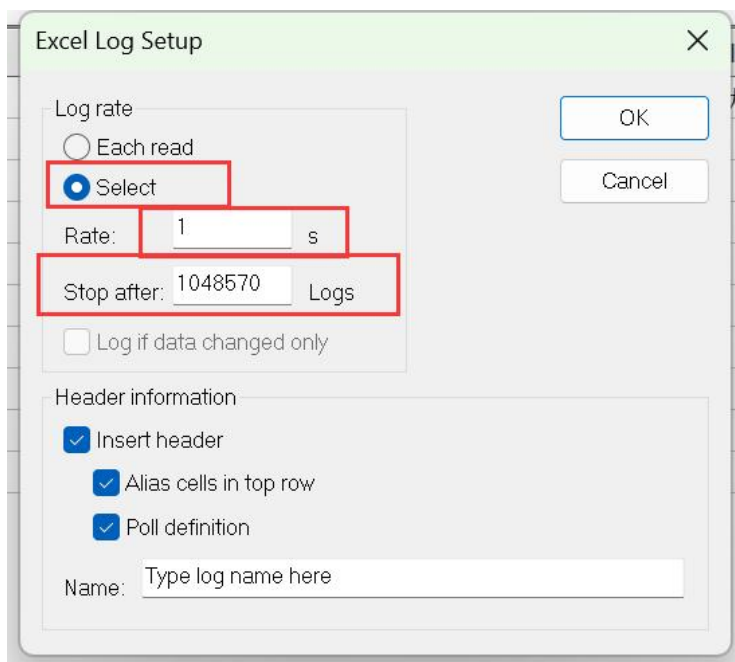 Excel Log Setup
Log rate
Each read
Select
Rate: 1 s
Stop after: 1048570 Logs
Log if data changed only
OK
Cancel
Header information
Insert header
Alias cells in top row
Poll definition
Name: Type log name here